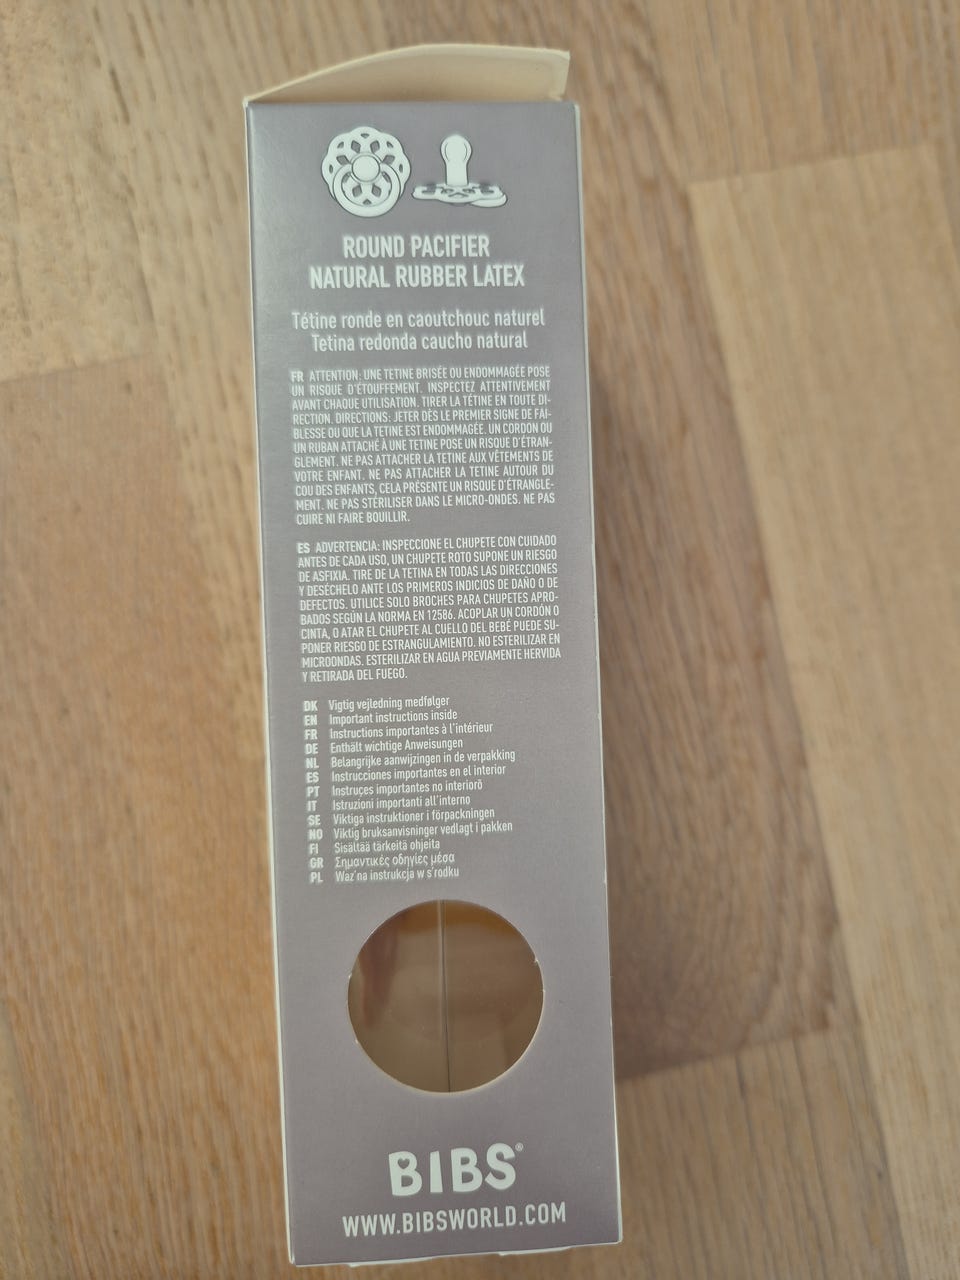 ROUND PACIFIER
NATURAL RUBBER LATEX
Tétine ronde en caoutchouc naturel
Tetina redonda caucho natural
FR ATTENTION: UNE TETINE BRISÉE OU ENDOMMAGÉE POSE
UN RISQUE D'ÉTOUFFEMENT. INSPECTEZ ATTENTIVEMENT
AVANT CHAQUE UTILISATION. TIRER LA TÉTINE EN TOUTE DI-
RECTION. DIRECTIONS: JETER DÈS LE PREMIER SIGNE DE FAI-
BLESSE OU QUE LA TETINE EST ENDOMMAGÉE. UN CORDON OU
UN RUBAN ATTACHÉ À UNE TETINE POSE UN RISQUE D'ÉTRAN-
GLEMENT. NE PAS ATTACHER LA TETINE AUX VÊTEMENTS DE
VOTRE ENFANT. NE PAS ATTACHER LA TETINE AUTOUR DU
COU DES ENFANTS, CELA PRÉSENTE UN RISQUE D'ÉTRANGLE-
MENT. NE PAS STÉRILISER DANS LE MICRO-ONDES. NE PAS
CUIRE NI FAIRE BOUILLIR.
ES ADVERTENCIA: INSPECCIONE EL CHUPETE CON CUIDADO
ANTES DE CADA USO, UN CHUPETE ROTO SUPONE UN RIESGO
DE ASFIXIA. TIRE DE LA TETINA EN TODAS LAS DIRECCIONES
Y DESÉCHELO ANTE LOS PRIMEROS INDICIOS DE DAÑO O DE
DEFECTOS. UTILICE SOLO BROCHES PARA CHUPETES APRO-
BADOS SEGÚN LA NORMA EN 12586. ACOPLAR UN CORDÓN O
CINTA, O ATAR EL CHUPETE AL CUELLO DEL BEBÉ PUEDE SU-
PONER RIESGO DE ESTRANGULAMIENTO. NO ESTERILIZAR EN
MICROONDAS. ESTERILIZAR EN AGUA PREVIAMENTE HERVIDA
Y RETIRADA DEL FUEGO.
DK Vigtig vejledning medfølger
EN Important instructions inside
FR Instructions importantes à l'intérieur
DE Enthält wichtige Anweisungen
NL Belangrijke aanwijzingen in de verpakking
ES Instrucciones importantes en el interior
PT Instruçes importantes no interiorõ
IT Istruzioni importanti all'interno
SE Viktiga instruktioner i förpackningen
NO Viktig bruksanvisninger vedlagt i pakken
FI Sisältää tärkeitä ohjeita
GR Σημαντικές οδηγίες μέσα
PL Waz'na instrukcja w s'rodku
BIBS®
WWW.BIBSWORLD.COM